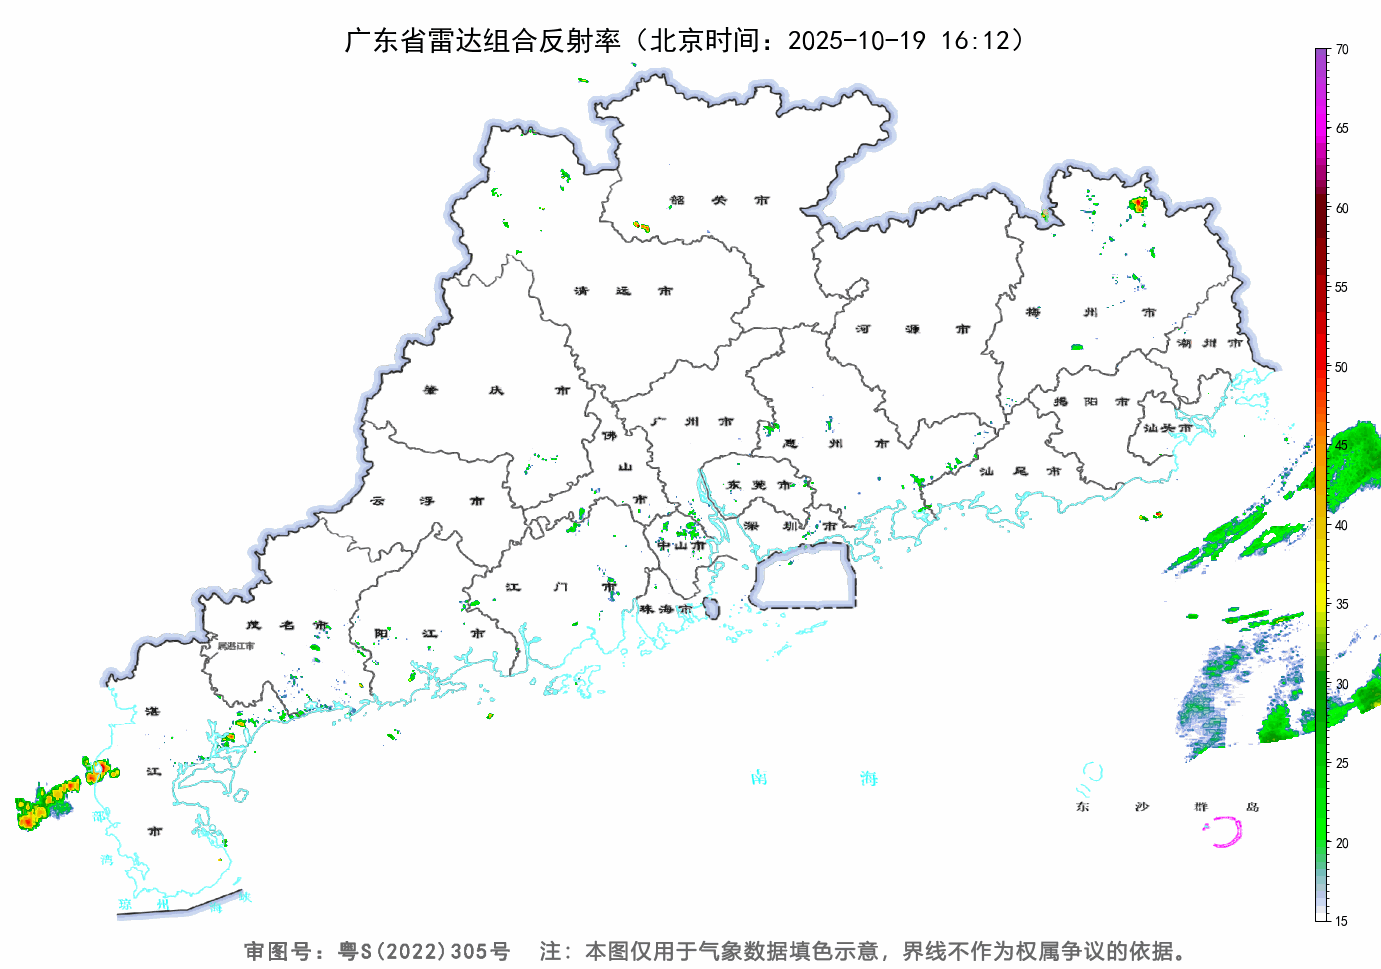 广东省雷达组合反射率（北京时间：2025-10-19 16:12）
70
65
60
55
50
45
40
35
30
25
20
15
韶关市
清远市
河源市
梅州市
潮州市
肇庆市
广州市
佛山市
惠州市
揭阳市
汕头市
汕尾市
云浮市
东莞市
深圳市
中山市
江门市
珠海市
茂名市
属湛江市
阳江市
湛江市
南海
东沙群岛
部湾
琼州海峡
审图号：粤S(2022)305号 注：本图仅用于气象数据填色示意，界线不作为权属争议的依据。